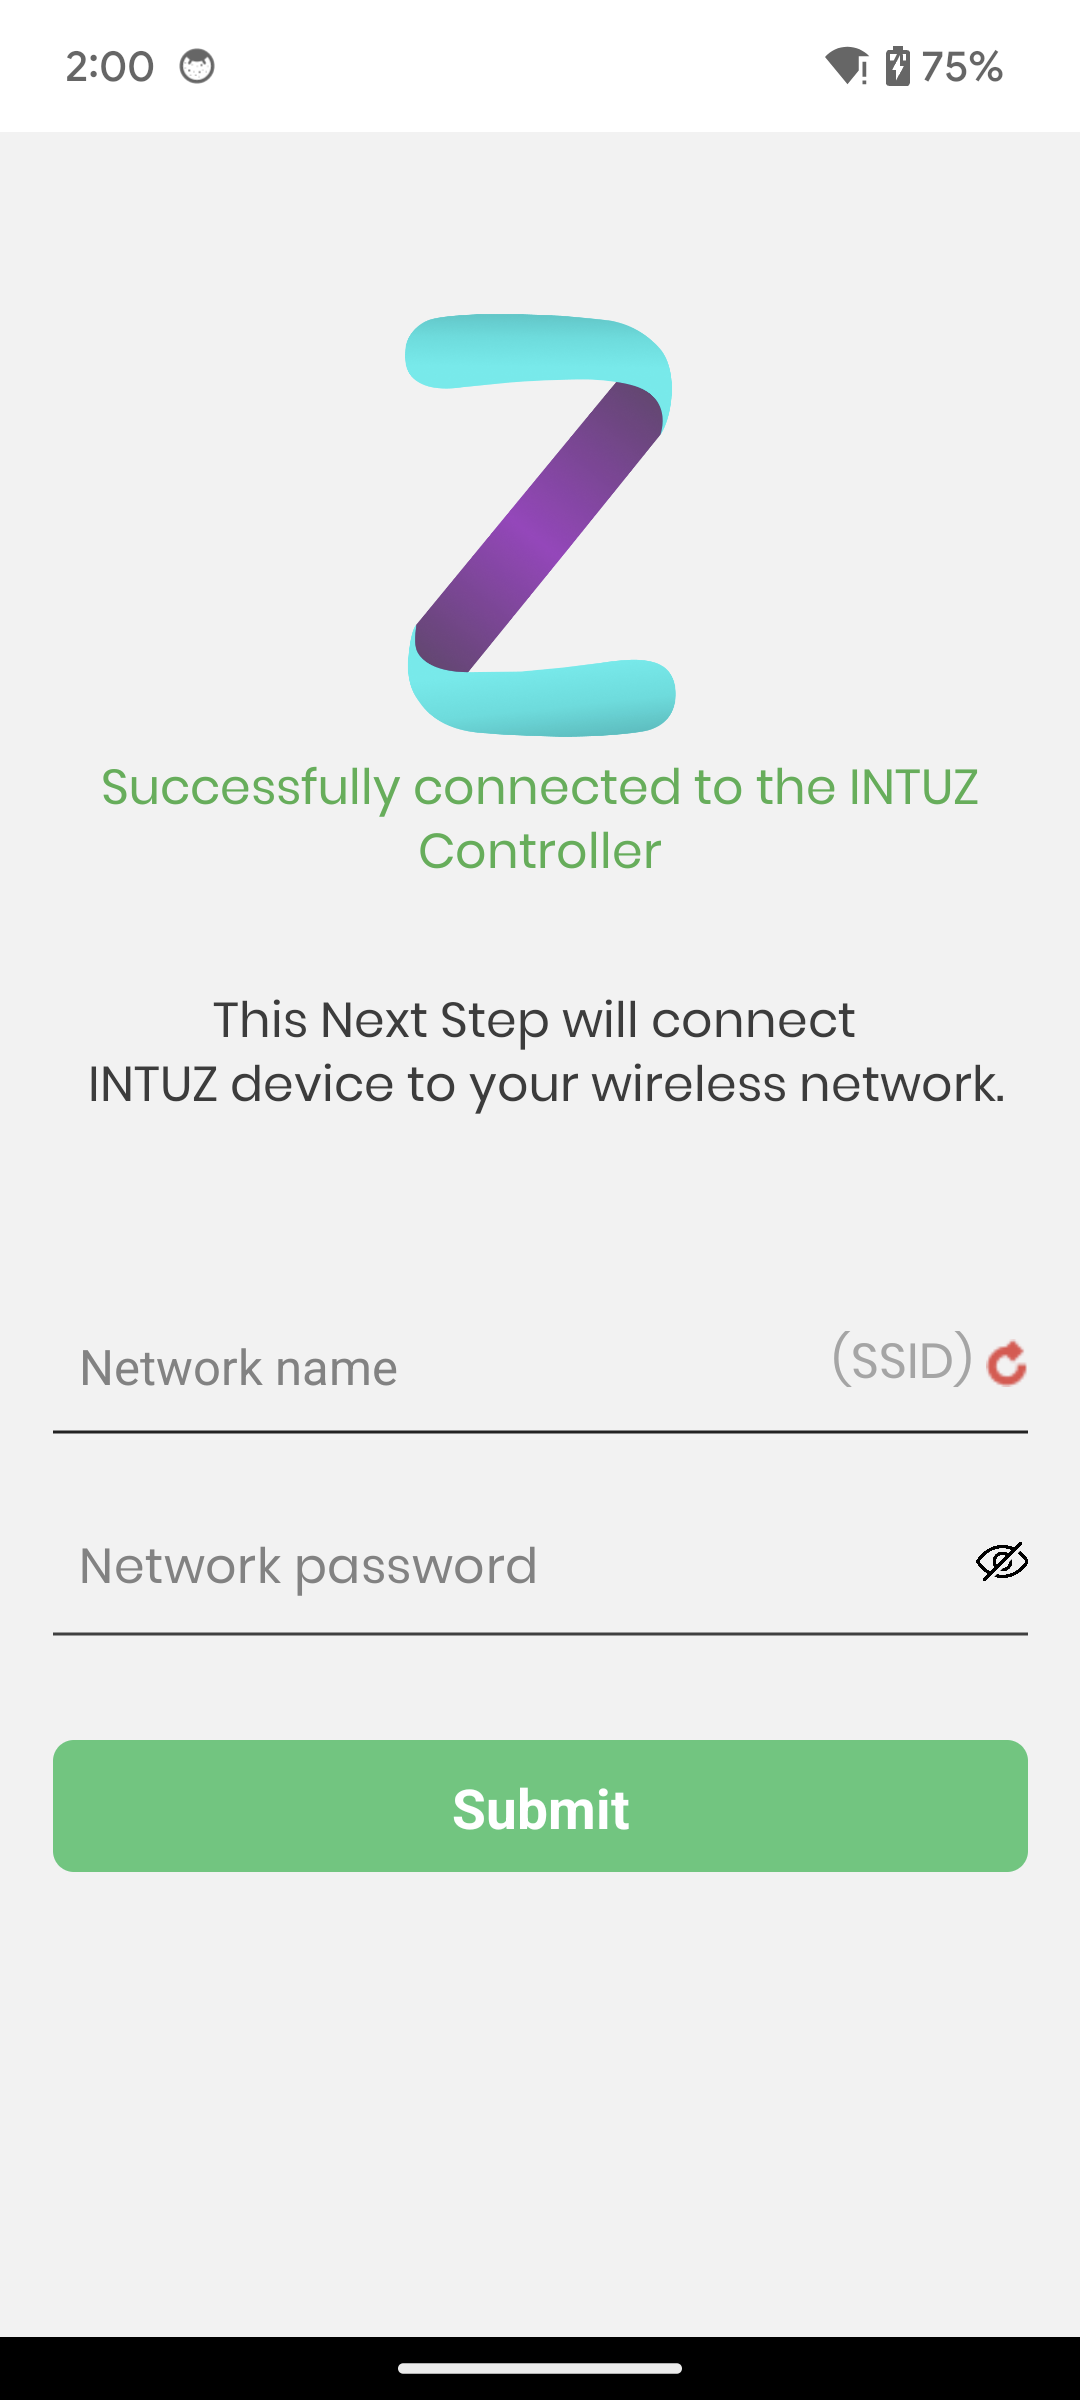 2:00
75%
Successfully connected to the INTUZ
Controller
This Next Step will connect
INTUZ device to your wireless network.
Network name
(SSID)
Network password
Submit